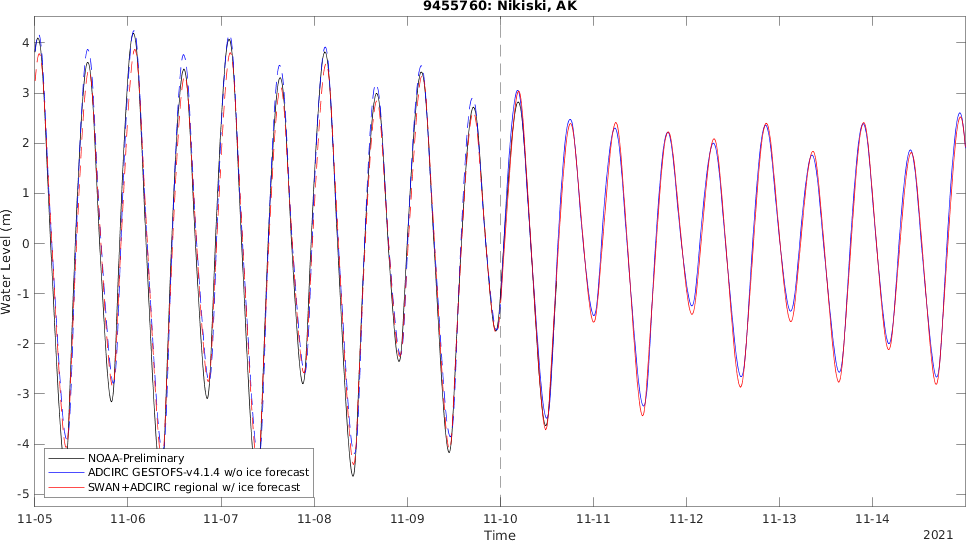 9455760: Nikiski, AK
Water Level (m)
4
3
2
1
0
-1
-2
-3
-4
-5
NOAA-Preliminary
ADCIRC GESTOFS-v4.1.4 w/o ice forecast
SWAN+ADCIRC regional w/ ice forecast
11-05 11-06 11-07 11-08 11-09 11-10 11-11 11-12 11-13 11-14
Time
2021